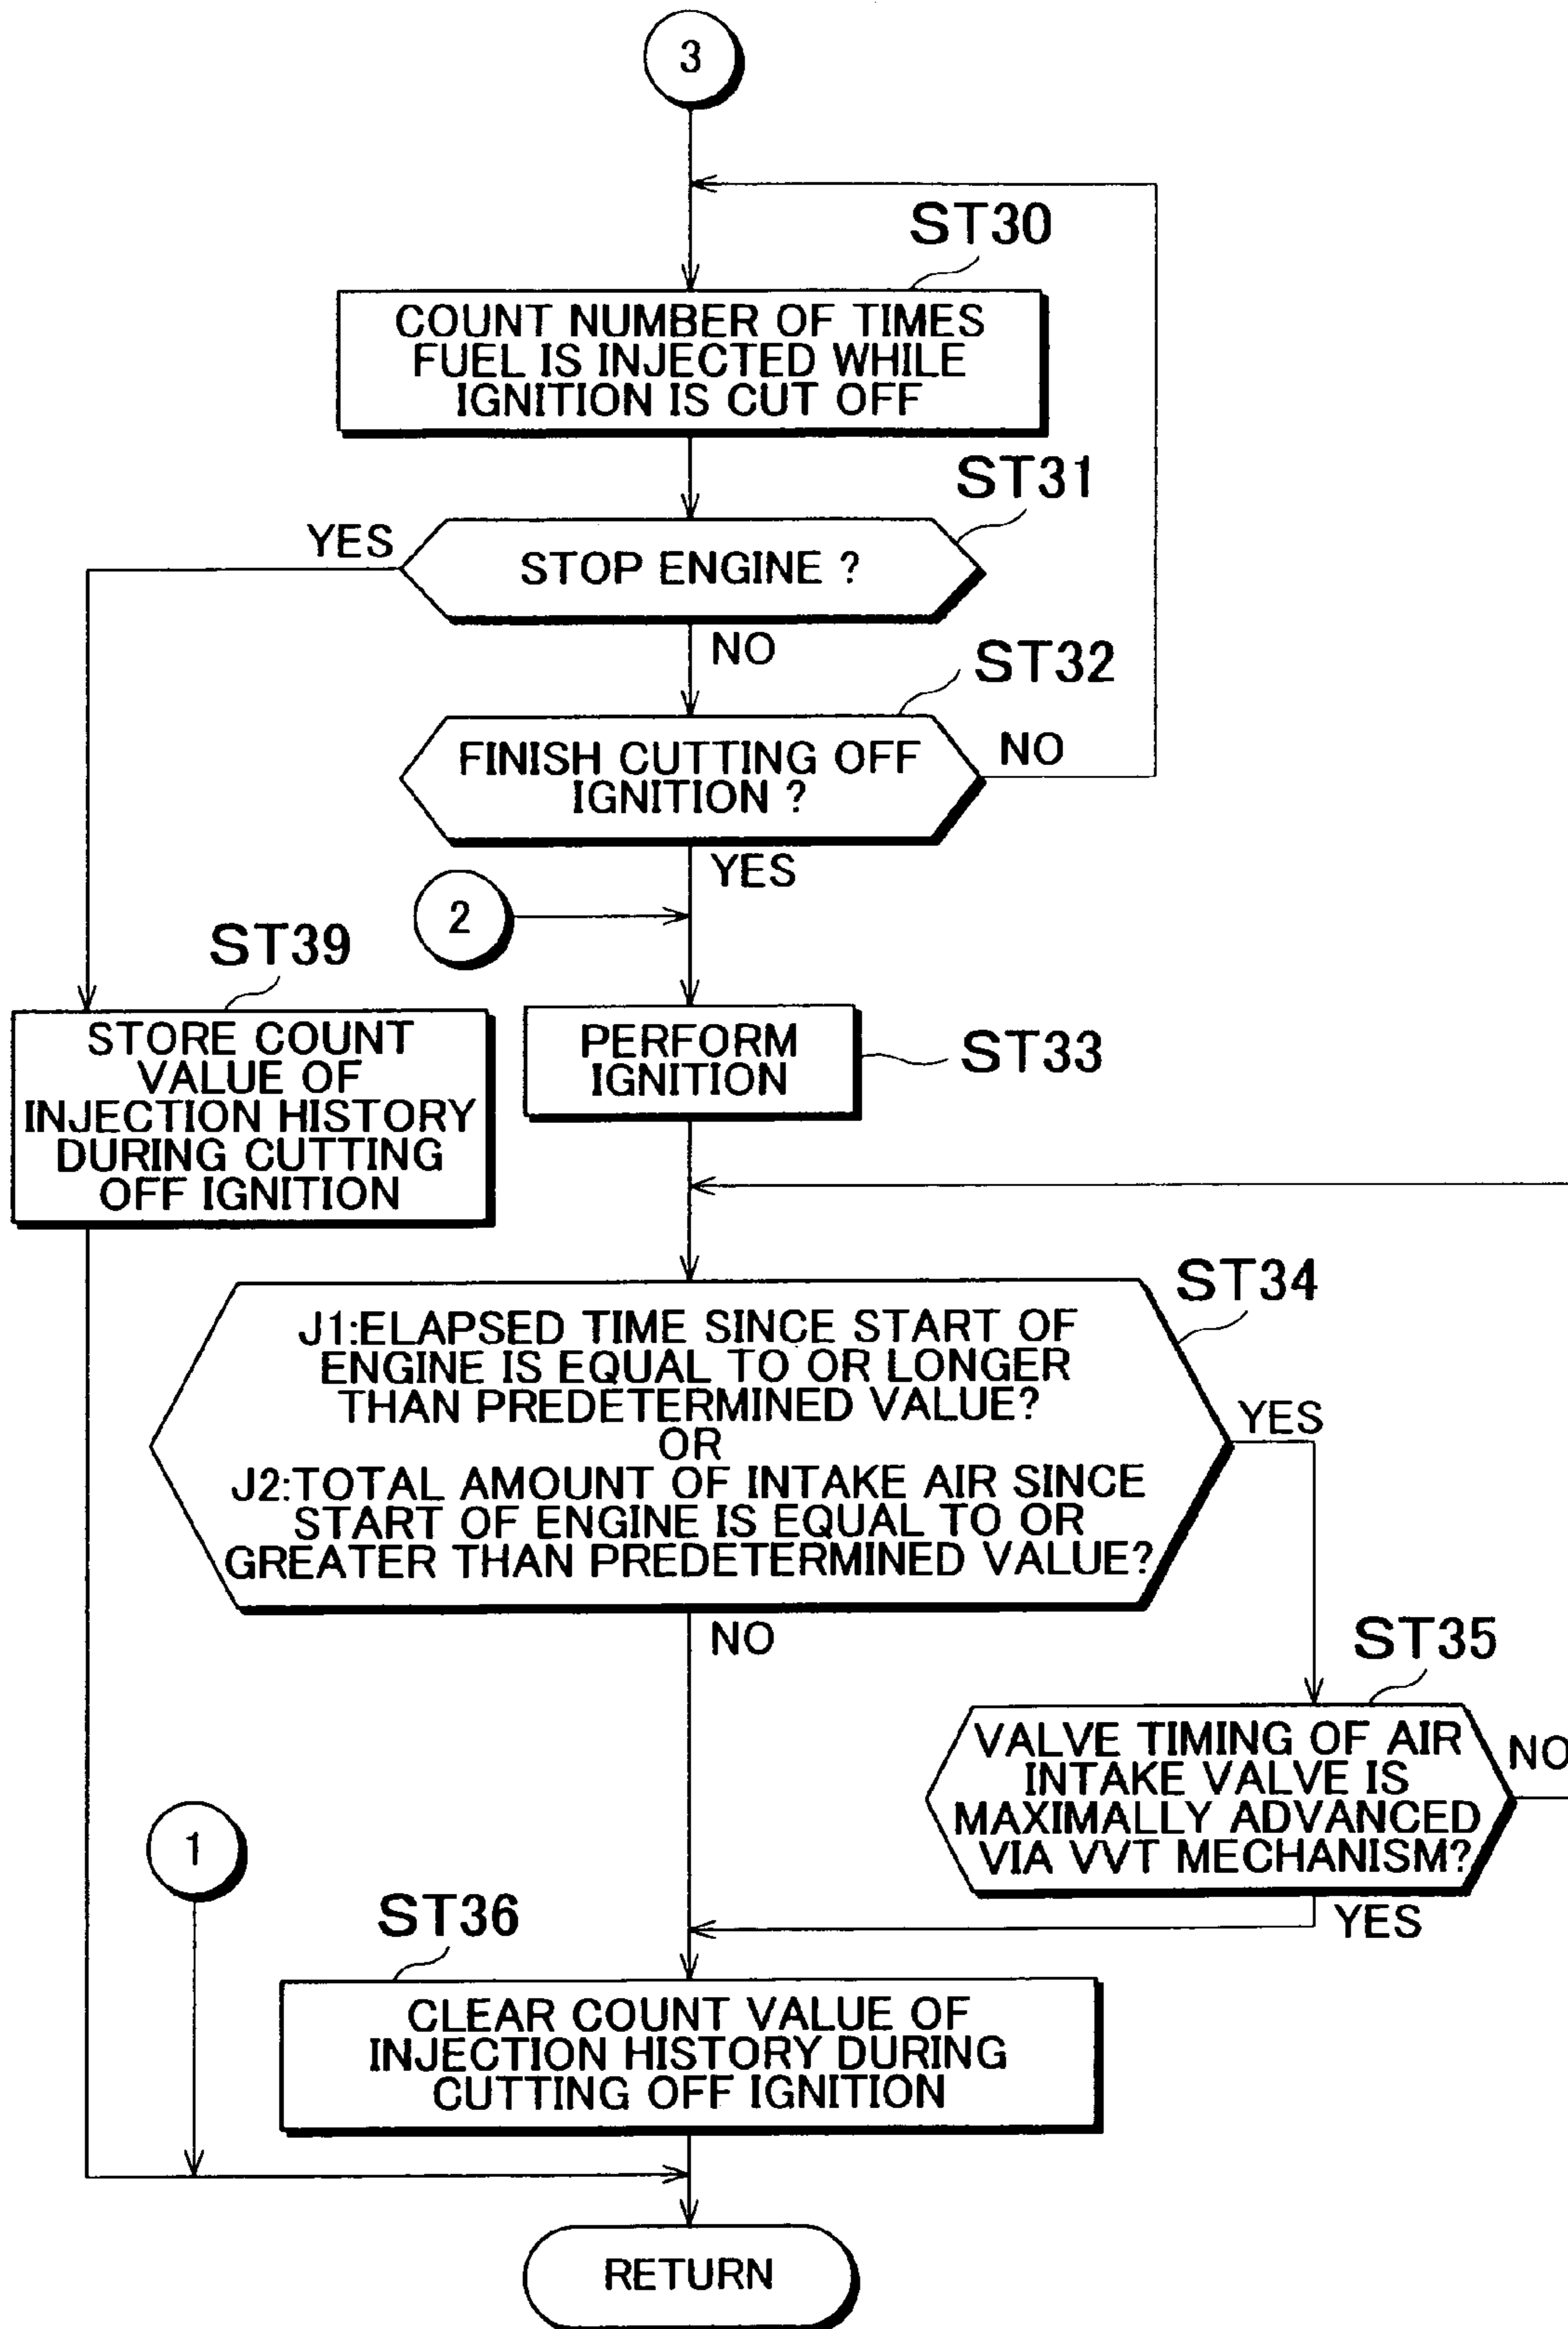 3
ST30
COUNT NUMBER OF TIMES
FUEL IS INJECTED WHILE
IGNITION IS CUT OFF
ST31
YES
STOP ENGINE ?
NO
ST32
FINISH CUTTING OFF
IGNITION ?
NO
YES
2
ST39
STORE COUNT
VALUE OF
INJECTION HISTORY
DURING CUTTING
OFF IGNITION
PERFORM
IGNITION
ST33
ST34
J1:ELAPSED TIME SINCE START OF
ENGINE IS EQUAL TO OR LONGER
THAN PREDETERMINED VALUE?
OR
J2:TOTAL AMOUNT OF INTAKE AIR SINCE
START OF ENGINE IS EQUAL TO OR
GREATER THAN PREDETERMINED VALUE?
YES
NO
ST35
VALVE TIMING OF AIR
INTAKE VALVE IS
MAXIMALLY ADVANCED
VIA VVT MECHANISM?
NO
YES
1
ST36
CLEAR COUNT VALUE OF
INJECTION HISTORY DURING
CUTTING OFF IGNITION
RETURN